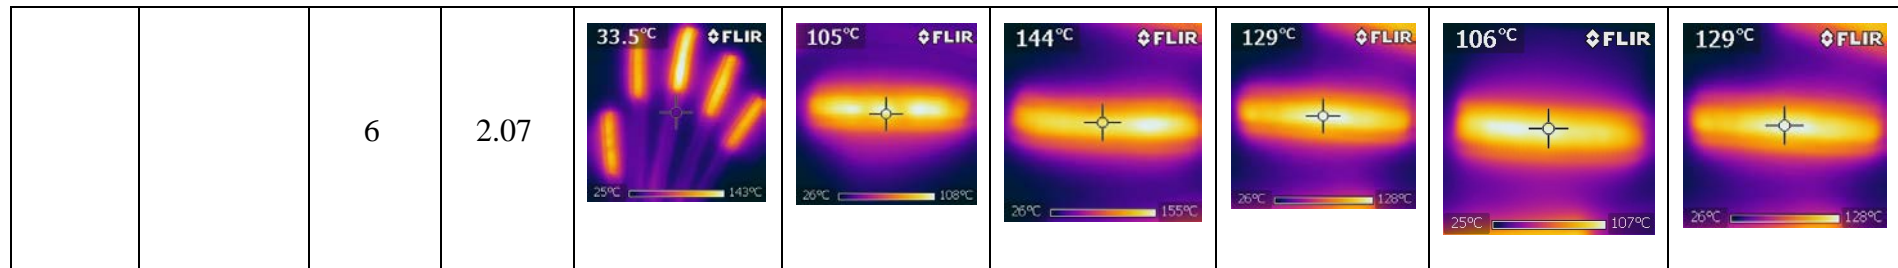 6
2.07
33.5°C FLIR
25°C 143°C
105°C FLIR
26°C 108°C
144°C FLIR
26°C 155°C
129°C FLIR
26°C 128°C
106°C FLIR
25°C 107°C
129°C FLIR
26°C 128°C